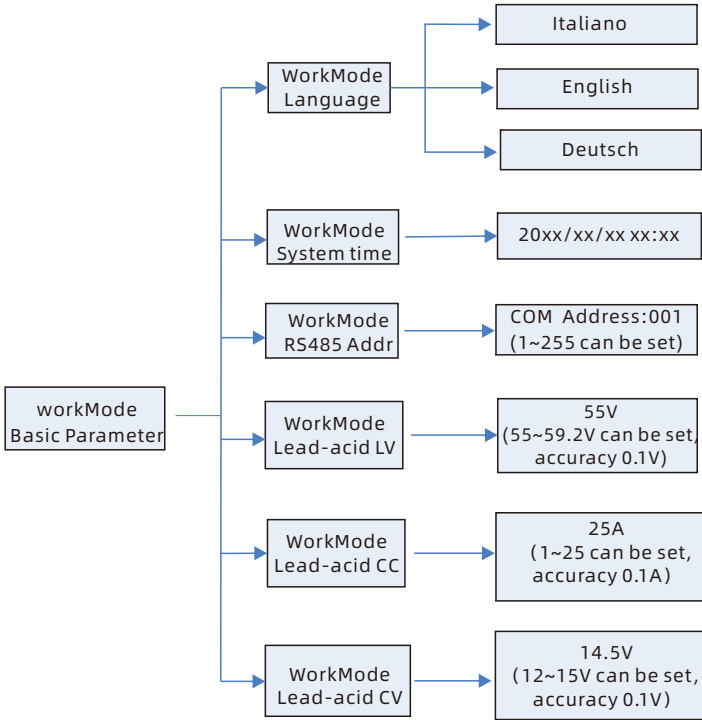 workMode
Basic Parameter
WorkMode
Language
Italiano
English
Deutsch
WorkMode
System time
20xx/xx/xx xx:xx
WorkMode
RS485 Addr
COM Address:001
(1~255 can be set)
WorkMode
Lead-acid LV
55V
(55~59.2V can be set,
accuracy 0.1V)
WorkMode
Lead-acid CC
25A
(1~25 can be set,
accuracy 0.1A)
WorkMode
Lead-acid CV
14.5V
(12~15V can be set,
accuracy 0.1V)